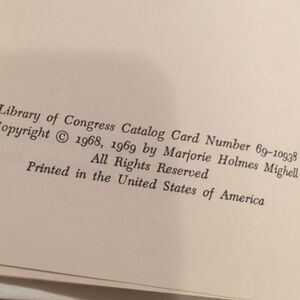 Library of Congress Catalog Card Number 69-10938
Copyright © 1968, 1969 by Marjorie Holmes Mighell
All Rights Reserved
Printed in the United States of America